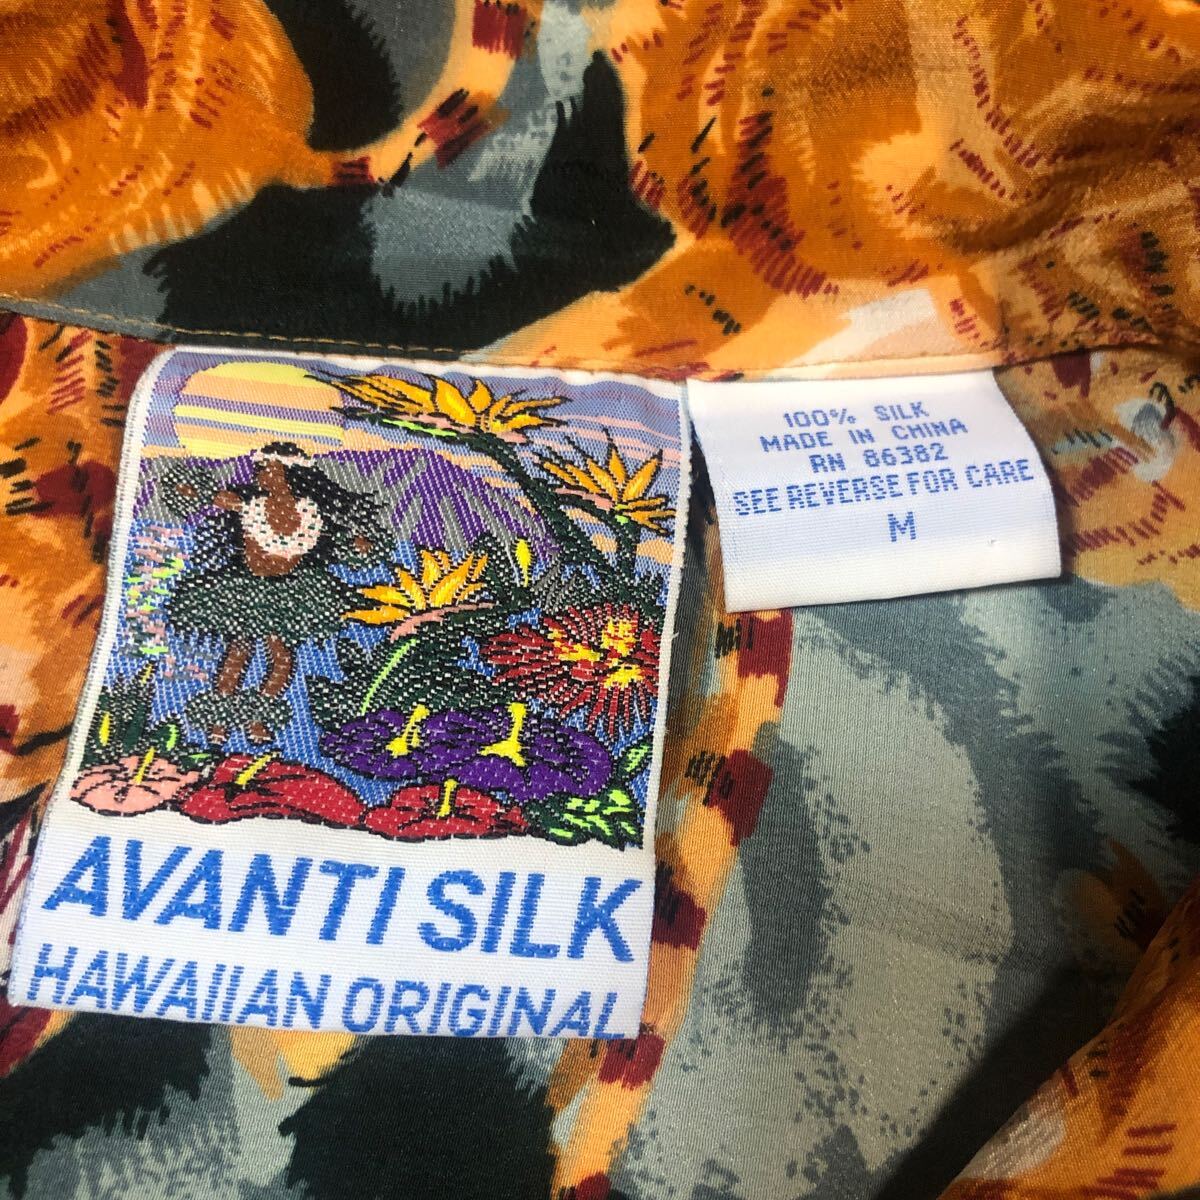 AVANTI SILK
HAWAIIAN ORIGINAL
100% SILK
MADE IN CHINA
RN 86382
SEE REVERSE FOR CARE
M